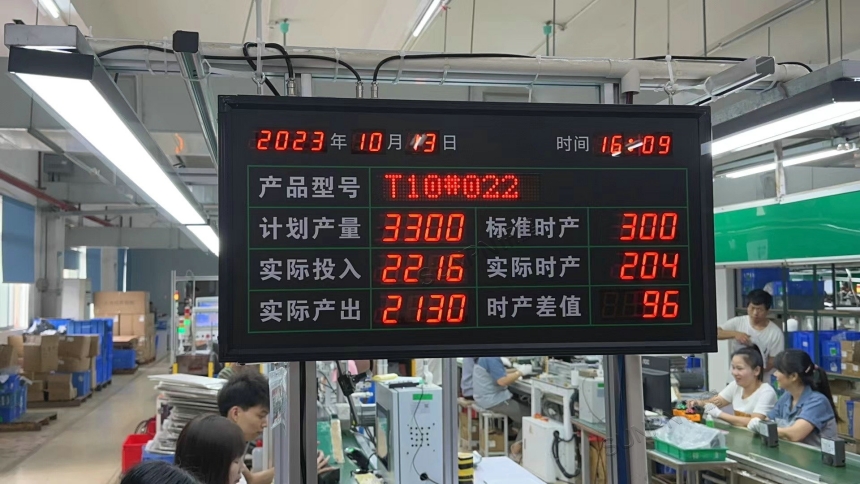 2023年10月13日 时间 16:09
产品型号 T10*022
计划产量 3300 标准时产 300
实际投入 2216 实际时产 204
实际产出 2130 时产差值 96